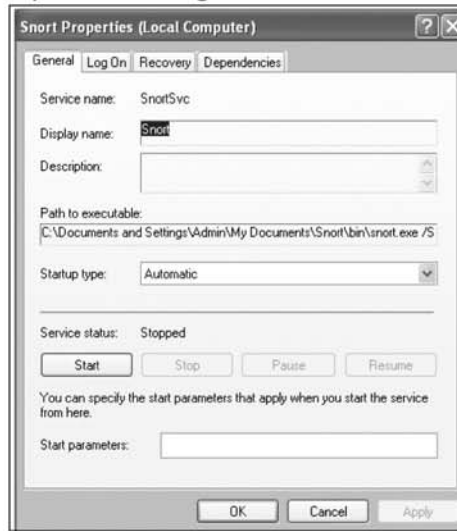 Snort Properties (Local Computer)
General Log On Recovery Dependencies
Service name: SnortSvc
Display name: Snort
Description:
Path to executable:
C:\Documents and Settings\Admin\My Documents\Snort\bin\snort.exe /S
Startup type: Automatic
Service status: Stopped
Start Stop Pause Resume
You can specify the start parameters that apply when you start the service
from here.
Start parameters:
OK Cancel Apply